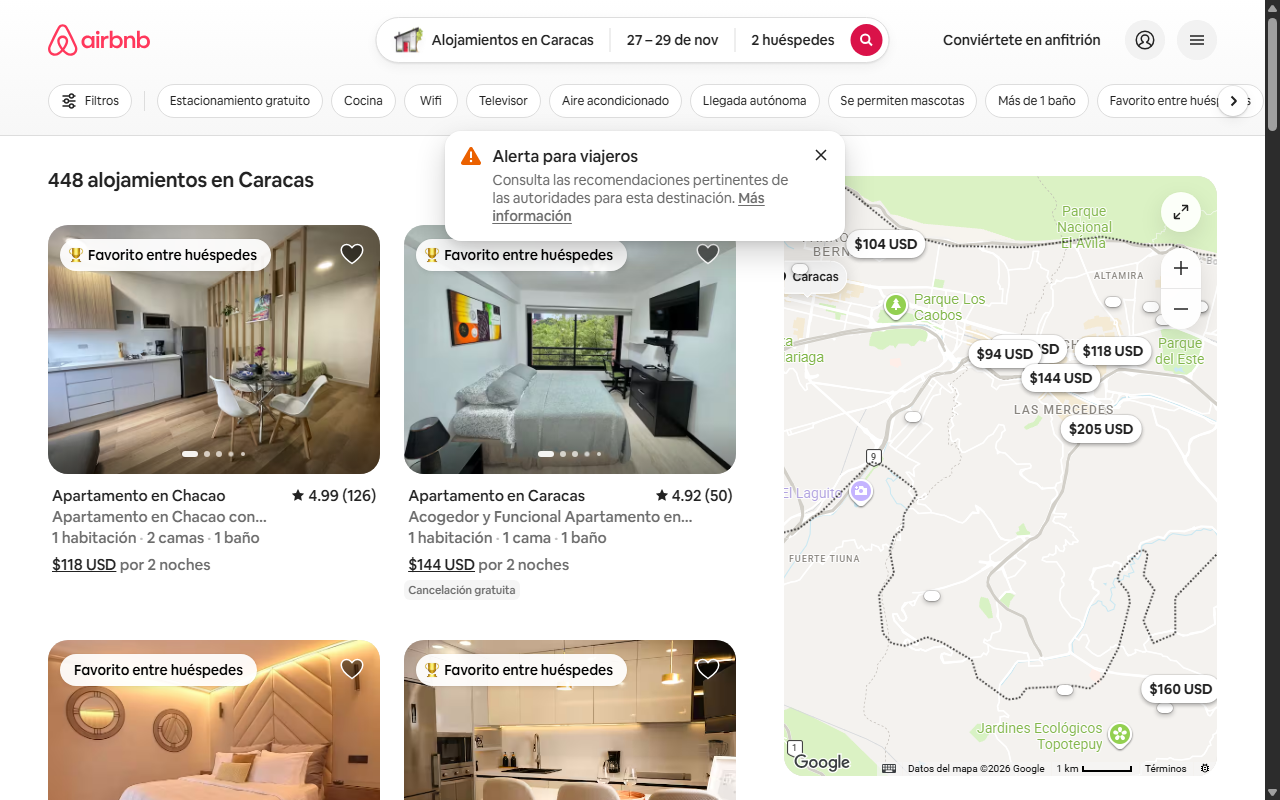 airbnb
Alojamientos en Caracas
27 – 29 de nov
2 huéspedes
Conviértete en anfitrión
Filtros
Estacionamiento gratuito
Cocina
Wifi
Televisor
Aire acondicionado
Llegada autónoma
Se permiten mascotas
Más de 1 baño
Favorito entre
Alerta para viajeros
Consulta las recomendaciones pertinentes de
las autoridades para esta destinación. Más
información
448 alojamientos en Caracas
Favorito entre huéspedes
Favorito entre huéspedes
Apartamento en Chacao
4.99 (126)
Apartamento en Chacao con...
1 habitación · 2 camas · 1 baño
$118 USD por 2 noches
Apartamento en Caracas
4.92 (50)
Acogedor y Funcional Apartamento en...
1 habitación · 1 cama · 1 baño
$144 USD por 2 noches
Cancelación gratuita
Favorito entre huéspedes
Favorito entre huéspedes
Parque
Nacional
El Ávila
$104 USD
Caracas
ALTAMIRA
Parque Los
Caobos
$94 USD
$118 USD
Parque
del Este
$144 USD
LAS MERCEDES
$205 USD
9
El Laguito
FUERTE TIUNA
$160 USD
Jardines Ecológicos
Topotepuy
1
Google
Datos del mapa ©2026 Google
1 km
Términos